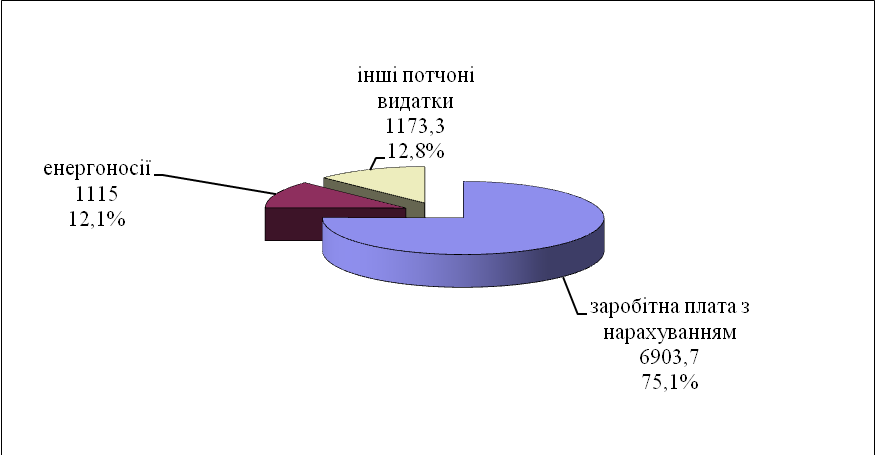 інші потчоні
видатки
1173,3
12,8%
енергоносії
1115
12,1%
заробітна плата з
нарахуванням
6903,7
75,1%